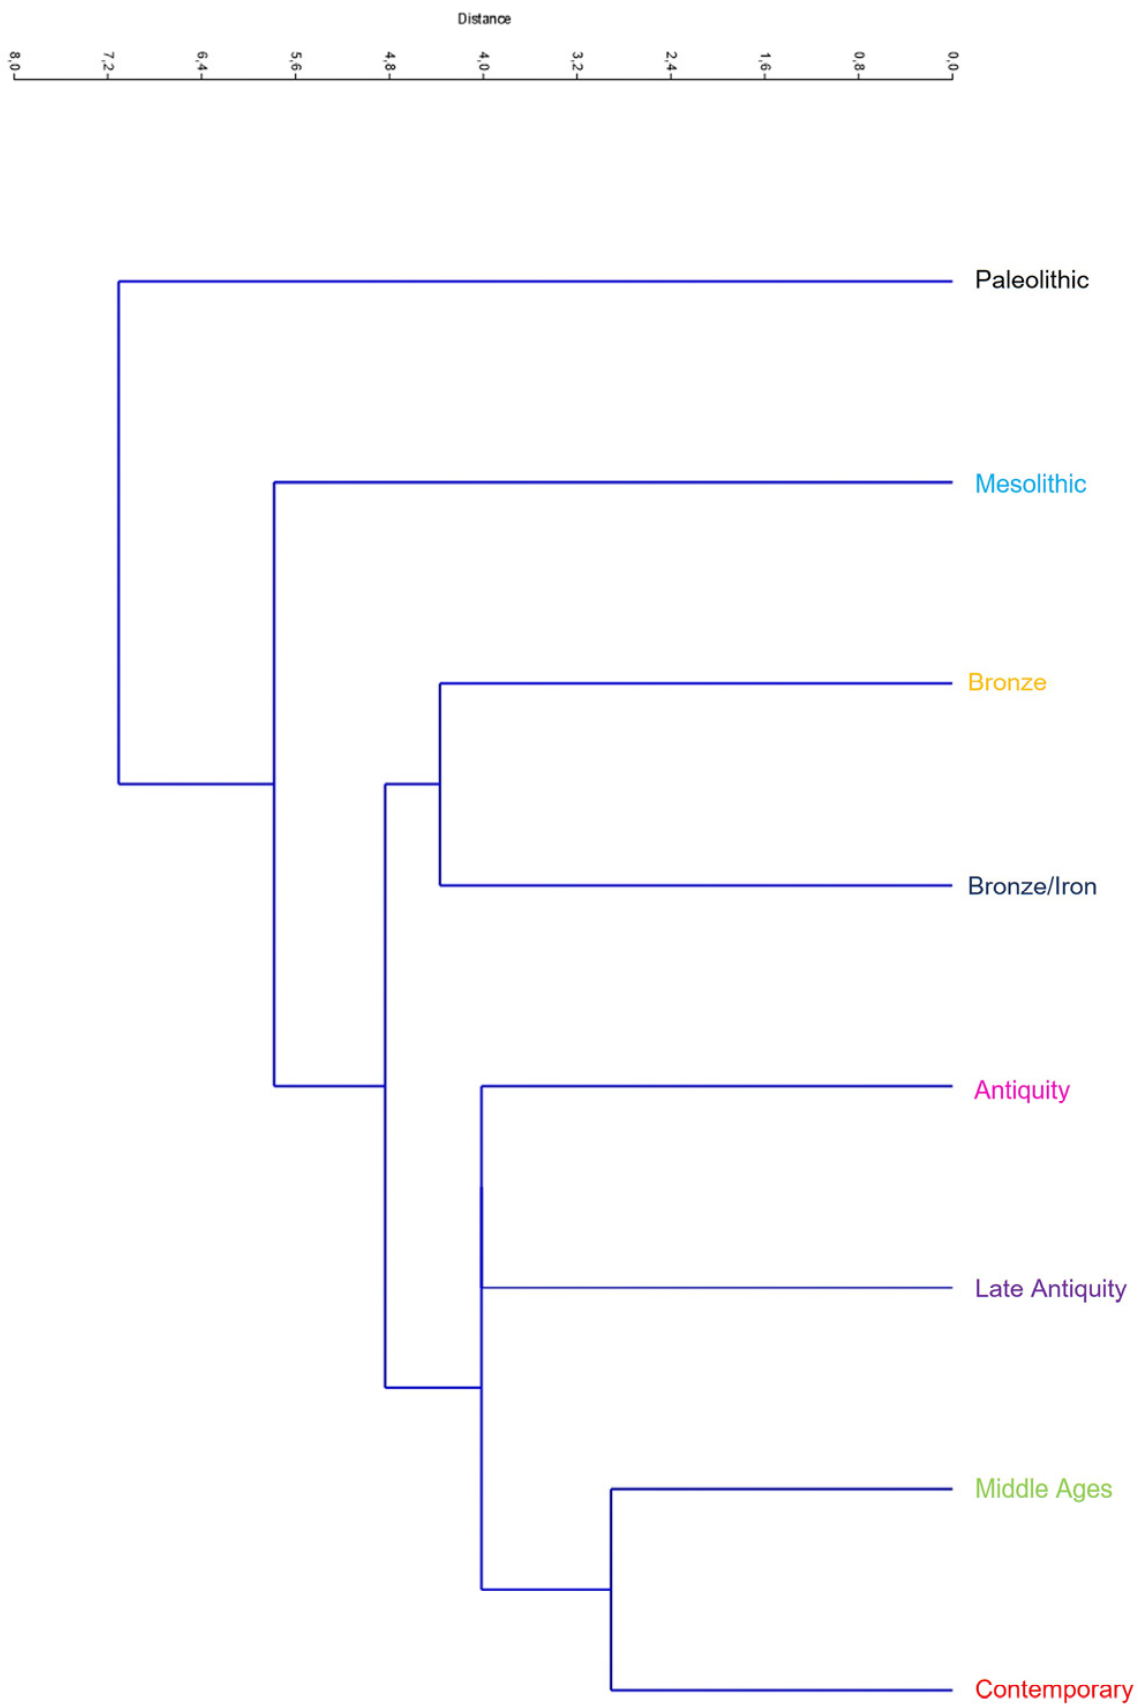 Distance
8,0 7,2 6,4 5,6 4,8 4,0 3,2 2,4 1,6 0,8 0,0
Paleolithic
Mesolithic
Bronze
Bronze/Iron
Antiquity
Late Antiquity
Middle Ages
Contemporary